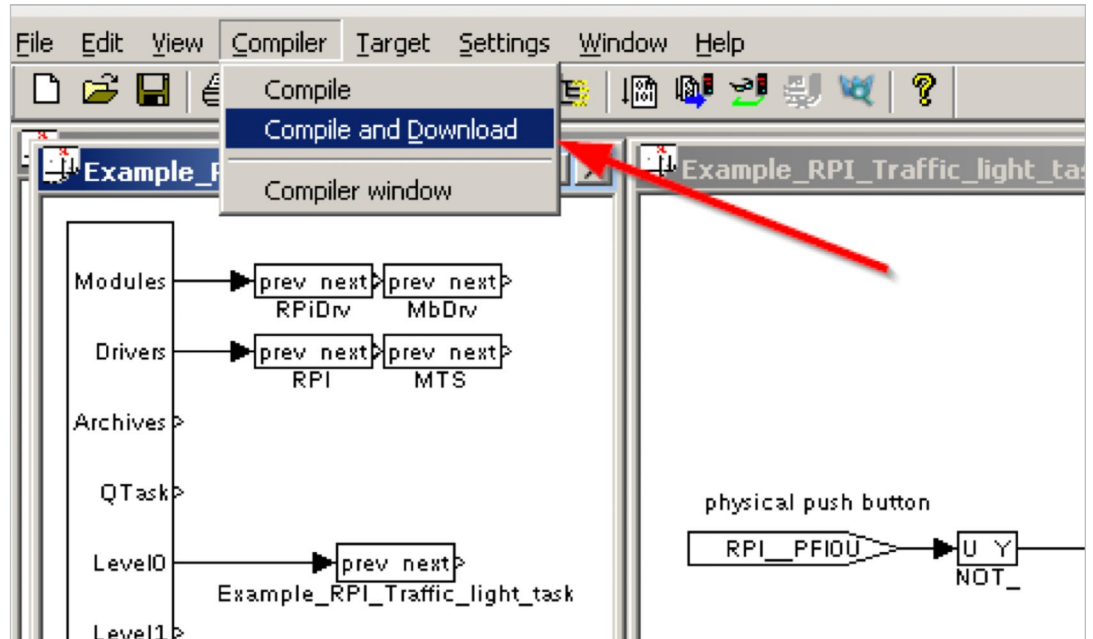 File Edit View Compiler Target Settings Window Help
Compile
Compile and Download
Compiler window
Example_
Example_RPI_Traffic_light_ta
Modules
prev next prev next
RPiDrv MbDrv
Drivers
prev next prev next
RPI MTS
Archives
QTask
Level0
prev next
Example_RPI_Traffic_light_task
Level1
physical push button
RPI__PFI0U
U Y
NOT_